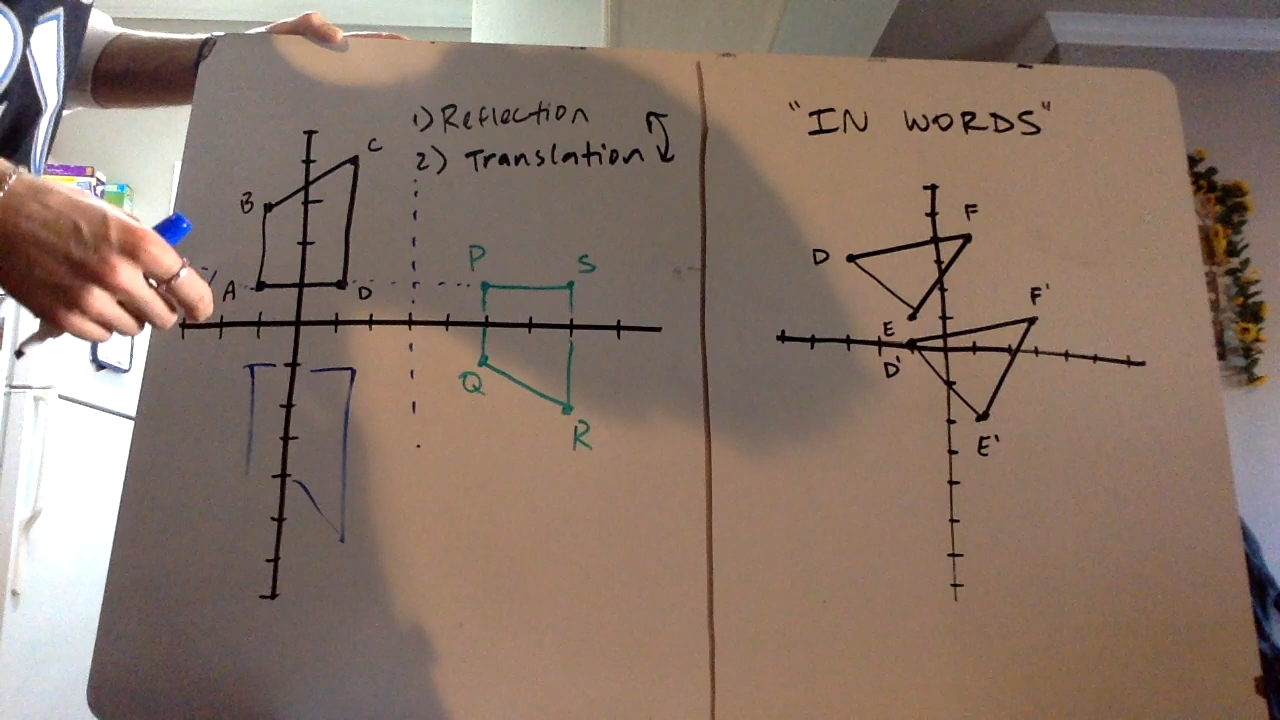 1) Reflection
2) Translation
C
B
A
D
P
S
Q
R
"IN WORDS"
F
D
E
F'
D'
E'